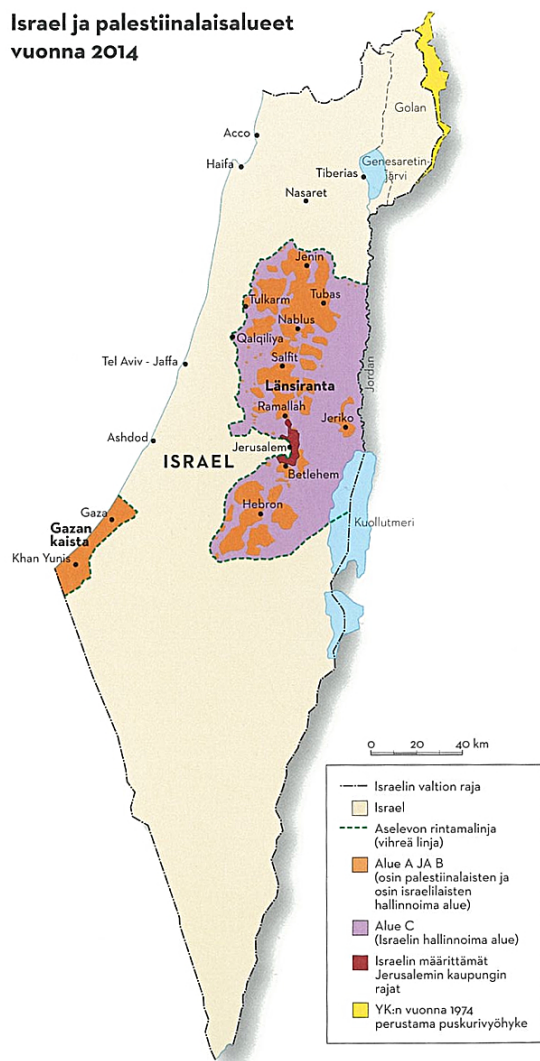 Israel ja palestiinalaisalueet
vuonna 2014
Golan
Acco
Haifa
Tiberias
Genesaretin-
järvi
Nasaret
Jenin
Tulkarm
Tubas
Nablus
Qalqiliya
Tel Aviv - Jaffa
Salfit
Länsiranta
Jordan
Ramallah
Jeriko
Ashdod
Jerusalem
ISRAEL
Betlehem
Hebron
Gaza
Gazan
kaista
Kuollutmeri
Khan Yunis
0 20 40 km
Israelin valtion raja
Israel
Aselevon rintamalinja
(vihreä linja)
Alue A JA B
(osin palestiinalaisten ja
osin israelilaisten
hallinnoima alue)
Alue C
(Israelin hallinnoima alue)
Israelin määrittämät
Jerusalemin kaupungin
rajat
YK:n vuonna 1974
perustama puskurivyöhyke